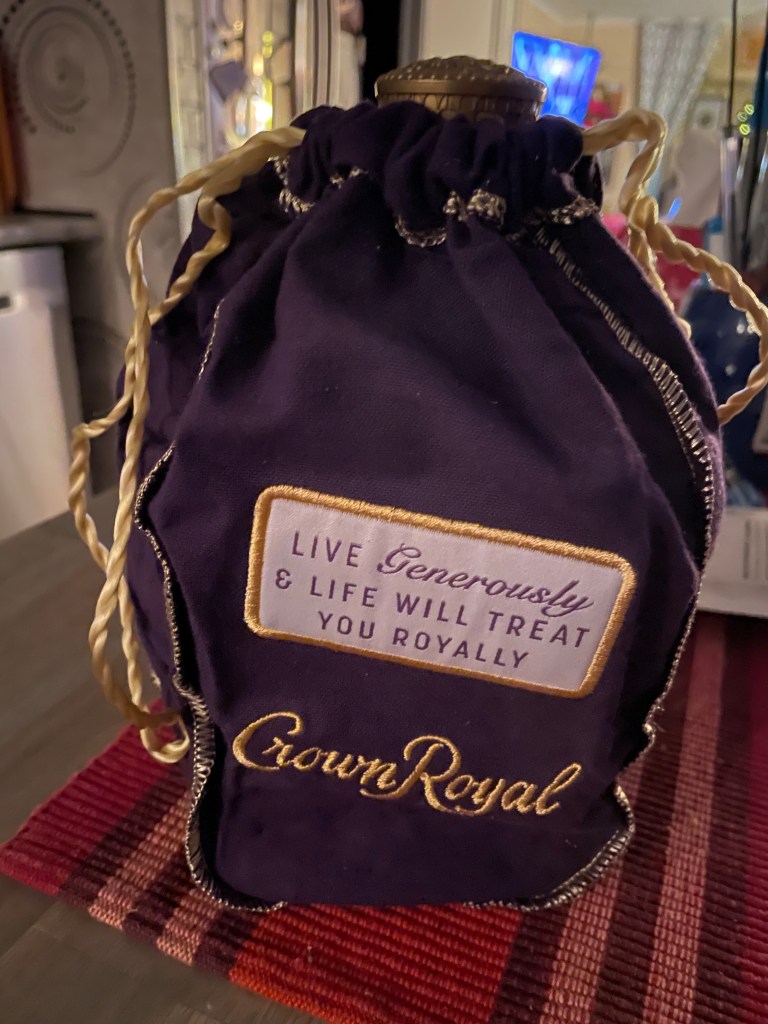 LIVE Generously
& LIFE WILL TREAT
YOU ROYALLY
Crown Royal